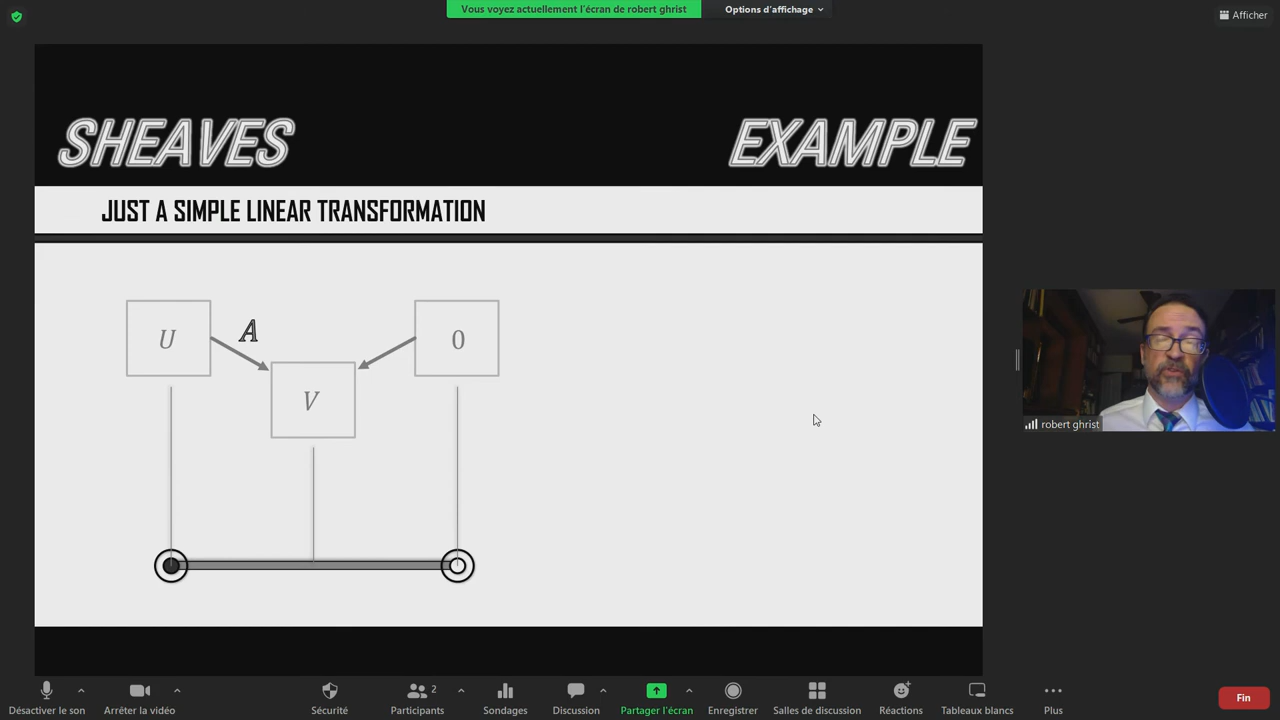 Vous voyez actuellement l'écran de robert ghrist
Options d'affichage
Afficher
SHEAVES
EXAMPLE
JUST A SIMPLE LINEAR TRANSFORMATION
U
A
V
0
robert ghrist
Désactiver le son
Arrêter la vidéo
Sécurité
2
Participants
Sondages
Discussion
Partager l'écran
Enregistrer
Salles de discussion
Réactions
Tableaux blancs
Plus
Fin